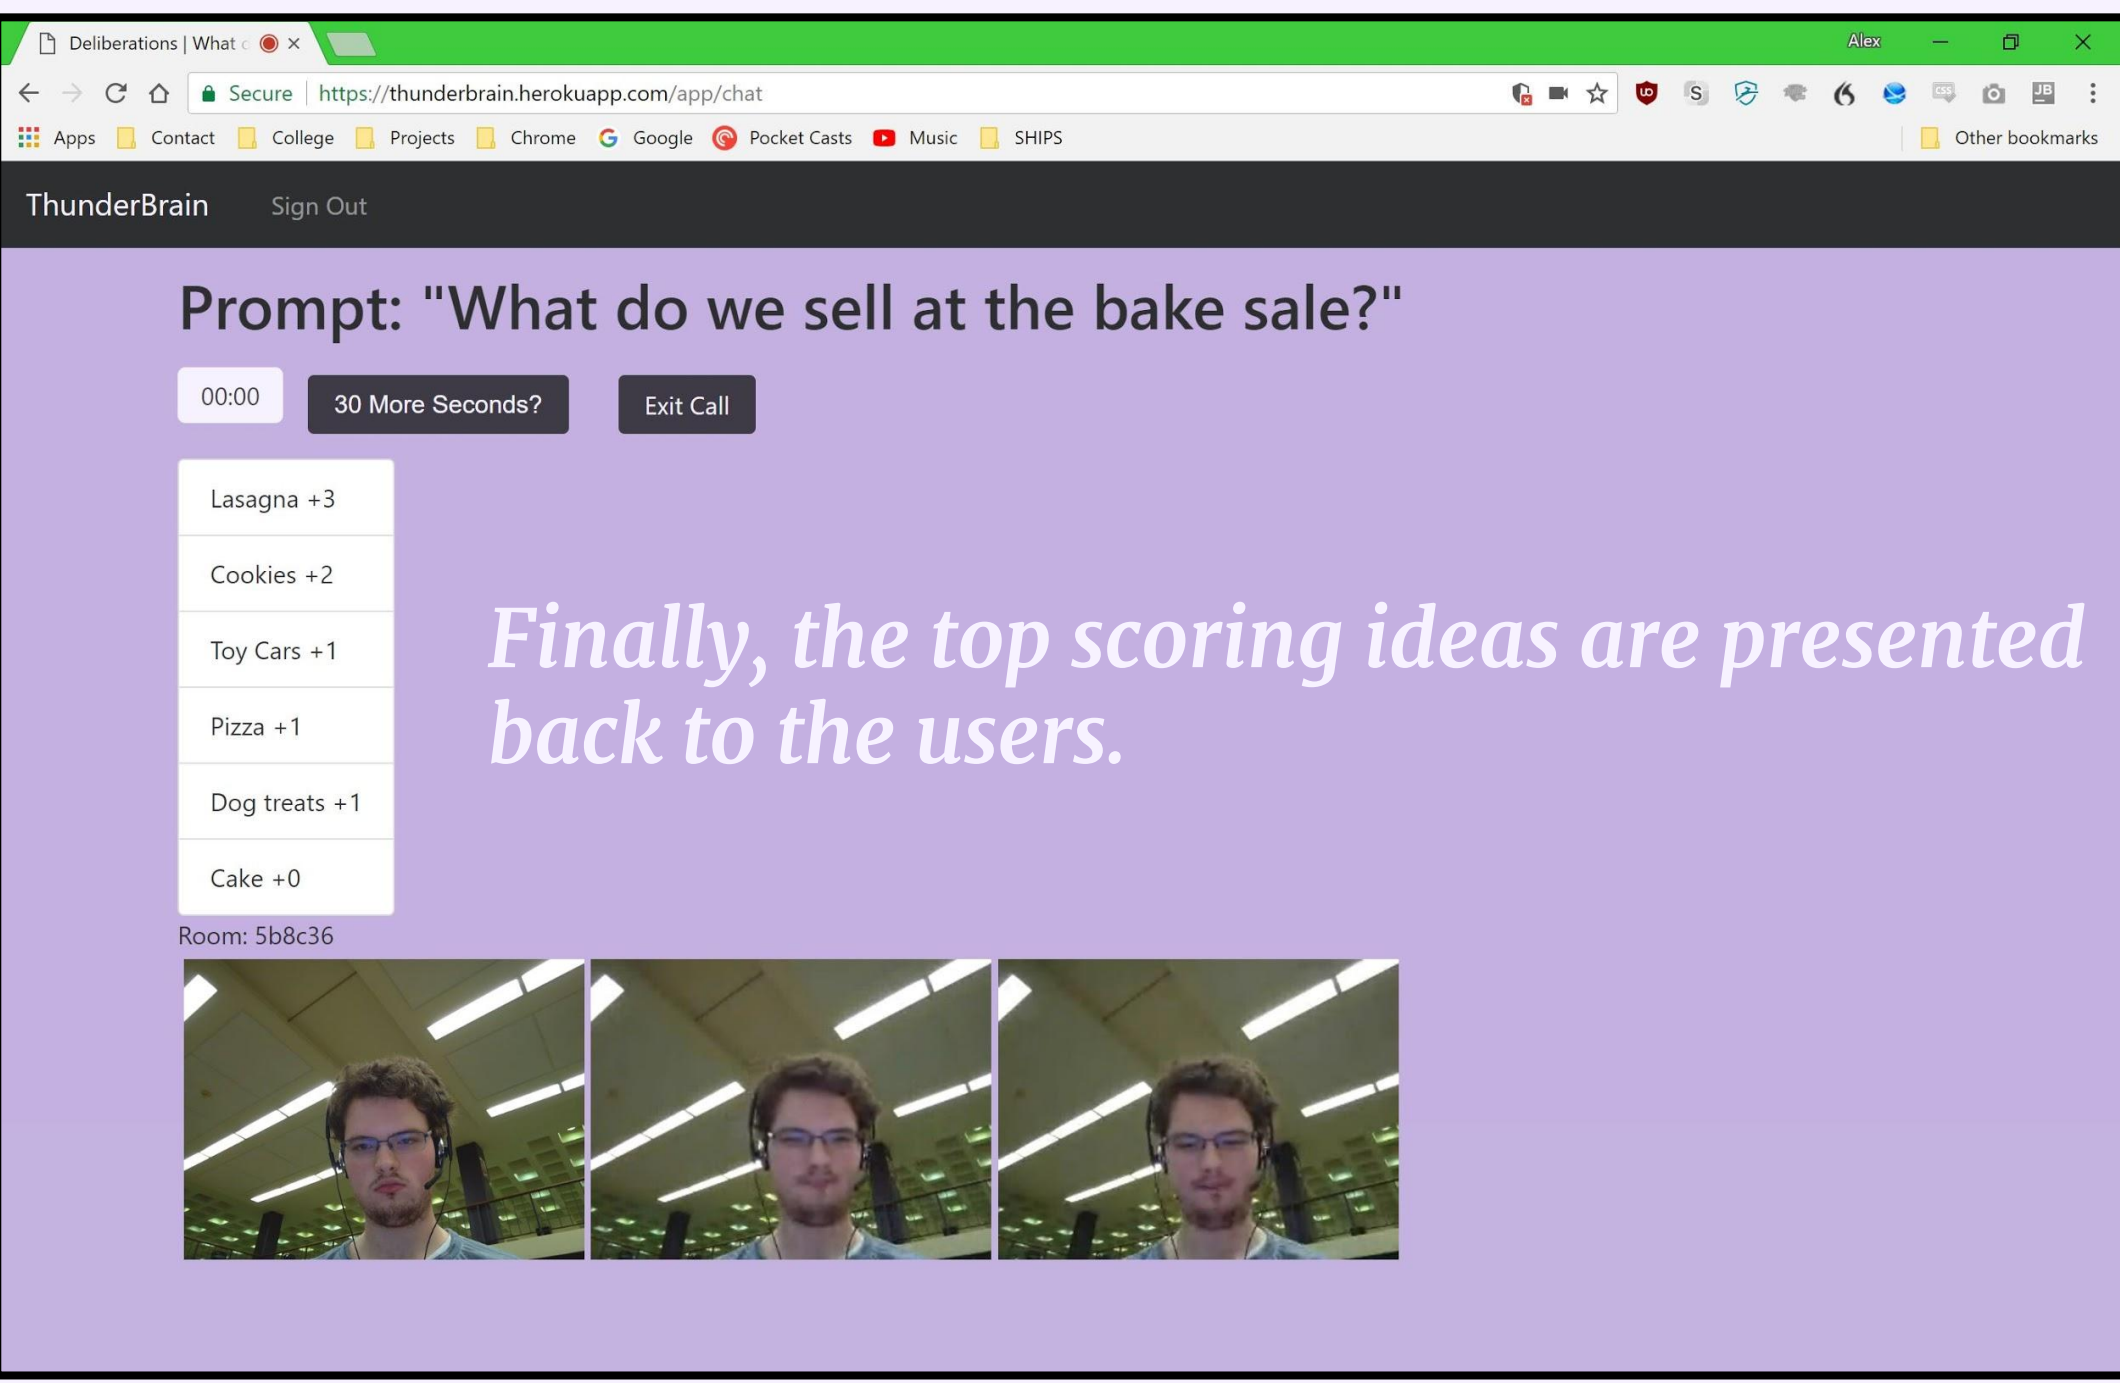 Deliberations | What
Alex
Secure https://thunderbrain.herokuapp.com/app/chat
Apps Contact College Projects Chrome Google Pocket Casts Music SHIPS Other bookmarks
ThunderBrain Sign Out
Prompt: "What do we sell at the bake sale?"
00:00 30 More Seconds? Exit Call
Lasagna +3
Cookies +2
Toy Cars +1
Pizza +1
Dog treats +1
Cake +0
Finally, the top scoring ideas are presented
back to the users.
Room: 5b8c36